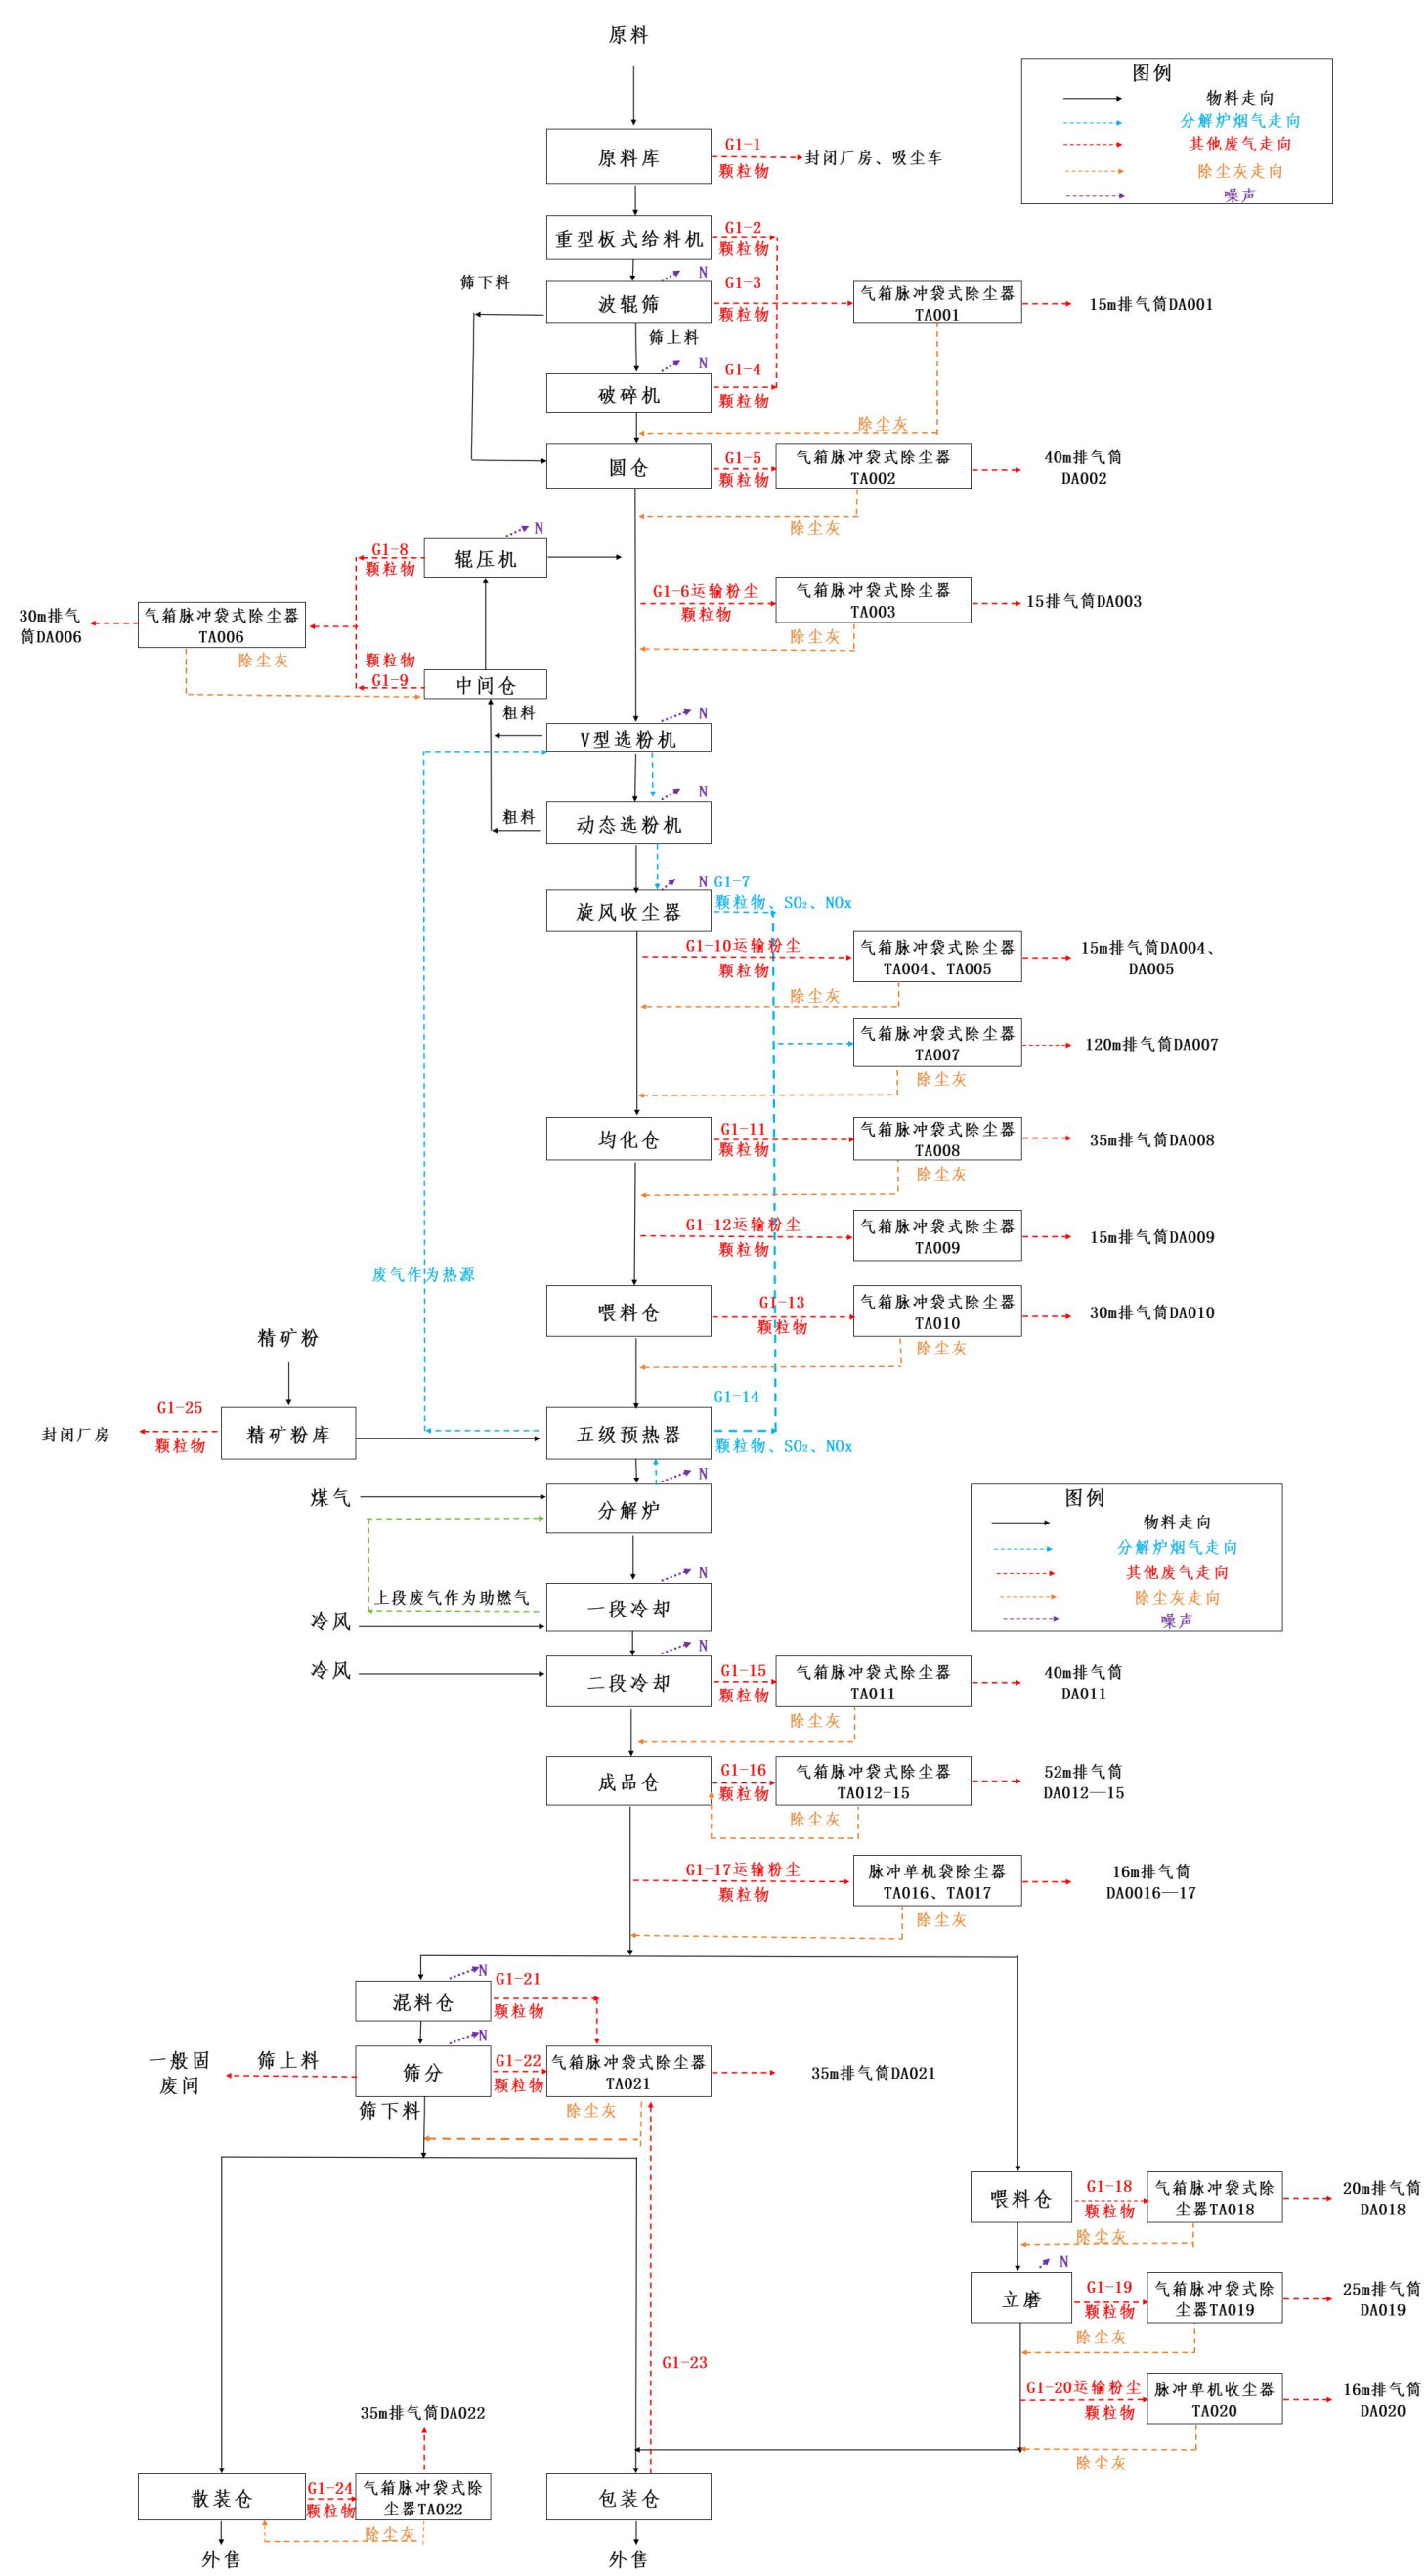 原料
图例
物料走向
分解炉烟气走向
其他废气走向
除尘灰走向
噪声
原料库
G1-1
颗粒物
封闭厂房、吸尘车
重型板式给料机
G1-2
颗粒物
N
筛下料
波辊筛
G1-3
颗粒物
气箱脉冲袋式除尘器
TA001
15m排气筒DA001
筛上料
N
破碎机
G1-4
颗粒物
除尘灰
圆仓
G1-5
颗粒物
气箱脉冲袋式除尘器
TA002
40m排气筒
DA002
除尘灰
N
辊压机
G1-8
颗粒物
G1-6运输粉尘
颗粒物
气箱脉冲袋式除尘器
TA003
15排气筒DA003
除尘灰
30m排气
筒DA006
气箱脉冲袋式除尘器
TA006
除尘灰
颗粒物
G1-9
中间仓
粗料
N
V型选粉机
N
粗料
动态选粉机
N
G1-7
颗粒物、SO₂、NOx
旋风收尘器
G1-10运输粉尘
颗粒物
气箱脉冲袋式除尘器
TA004、TA005
15m排气筒DA004、
DA005
除尘灰
气箱脉冲袋式除尘器
TA007
120m排气筒DA007
除尘灰
均化仓
G1-11
颗粒物
气箱脉冲袋式除尘器
TA008
35m排气筒DA008
除尘灰
G1-12运输粉尘
颗粒物
气箱脉冲袋式除尘器
TA009
15m排气筒DA009
废气作为热源
喂料仓
G1-13
颗粒物
气箱脉冲袋式除尘器
TA010
30m排气筒DA010
除尘灰
精矿粉
G1-25
颗粒物
封闭厂房
精矿粉库
五级预热器
G1-14
颗粒物、SO₂、NOx
N
煤气
分解炉
图例
物料走向
分解炉烟气走向
其他废气走向
除尘灰走向
噪声
N
上段废气作为助燃气
一段冷却
冷风
N
冷风
二段冷却
G1-15
颗粒物
气箱脉冲袋式除尘器
TA011
40m排气筒
DA011
除尘灰
成品仓
G1-16
颗粒物
气箱脉冲袋式除尘器
TA012-15
52m排气筒
DA012—15
除尘灰
G1-17运输粉尘
颗粒物
脉冲单机袋除尘器
TA016、TA017
16m排气筒
DA0016—17
除尘灰
N
混料仓
G1-21
颗粒物
N
一般固
废间
筛上料
筛分
G1-22
颗粒物
气箱脉冲袋式除尘器
TA021
35m排气筒DA021
筛下料
除尘灰
喂料仓
G1-18
颗粒物
气箱脉冲袋式除
尘器TA018
20m排气筒
DA018
除尘灰
N
立磨
G1-19
颗粒物
气箱脉冲袋式除
尘器TA019
25m排气筒
DA019
除尘灰
G1-23
G1-20运输粉尘
颗粒物
脉冲单机收尘器
TA020
16m排气筒
DA020
除尘灰
35m排气筒DA022
散装仓
G1-24
颗粒物
气箱脉冲袋式除
尘器TA022
除尘灰
包装仓
外售
外售